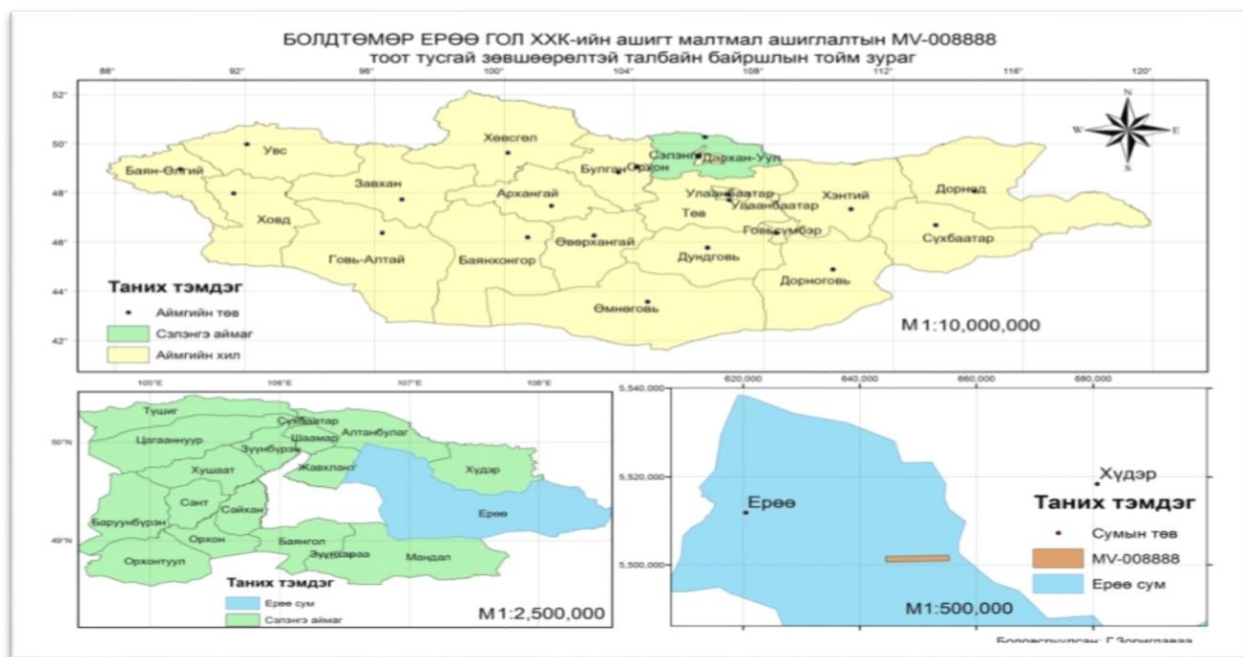 БОЛДТӨМӨР ЕРӨӨ ГОЛ ХХК-ийн ашигт малтмал ашиглалтын MV-008888
тоот тусгай зөвшөөрөлтэй талбайн байршлын тойм зураг
88° 92° 96° 100° 104° 108° 112° 116° 120°
52°
50°
48°
46°
44°
42°
N
W E
S
Хөвсгөл
Увс
Сэлэнгэ
Дархан-Уул
Баян-Өлгий
Булган
Орхон
Завхан
Архангай
Улаанбаатар
Хэнтий
Дорнод
Улаанбаатар
Ховд
Төв
Өвөрхангай
Говьсүмбэр
Сүхбаатар
Говь-Алтай
Баянхонгор
Дундговь
Дорноговь
Өмнөговь
Таних тэмдэг
Аймгийн төв
Сэлэнгэ аймаг
Аймгийн хил
М 1:10,000,000
105°E 106°E 107°E 108°E
50°N
49°N
Түшиг
Сүхбаатар
Цагааннуур
Шаамар
Алтанбулаг
Зүүнбүрэн
Хушаат
Жавхлант
Хүдэр
Сант
Сайхан
Ерөө
Баруунбүрэн
Орхон
Баянгол
Зүүнхараа
Мандал
Орхонтуул
Таних тэмдэг
Ерөө сум
Сэлэнгэ аймаг
М1:2,500,000
620,000 640,000 660,000 680,000
5,540,000
5,520,000
5,500,000
Хүдэр
Ерөө
Таних тэмдэг
Сумын төв
MV-008888
Ерөө сум
М1:500,000
Боловсруулсан: Г.Зориглаваа